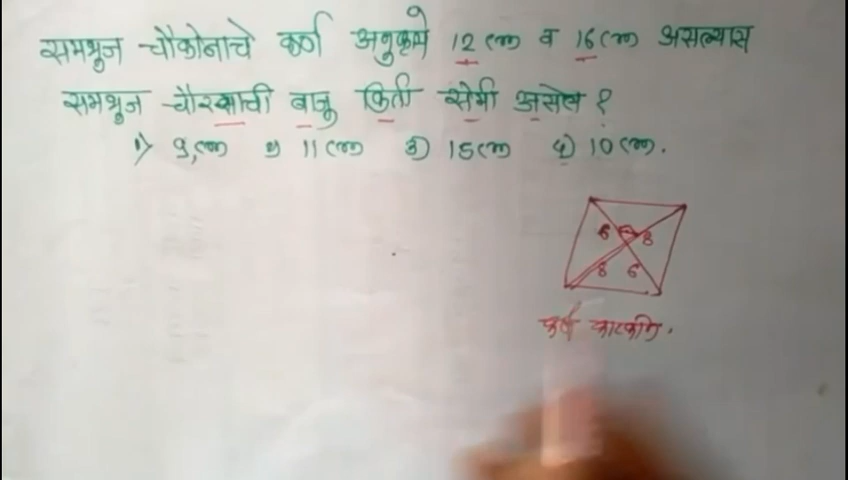 समभुज चौकोनाचे कर्ण अनुक्रमे 12 cm व 16 cm असल्यास
समभुज चौरसाची बाजू किती सेमी असेल ?
1) 9 cm 2) 11 cm 3) 15 cm 4) 10 cm.
6 8
8 6
कर्ण काटकोन.